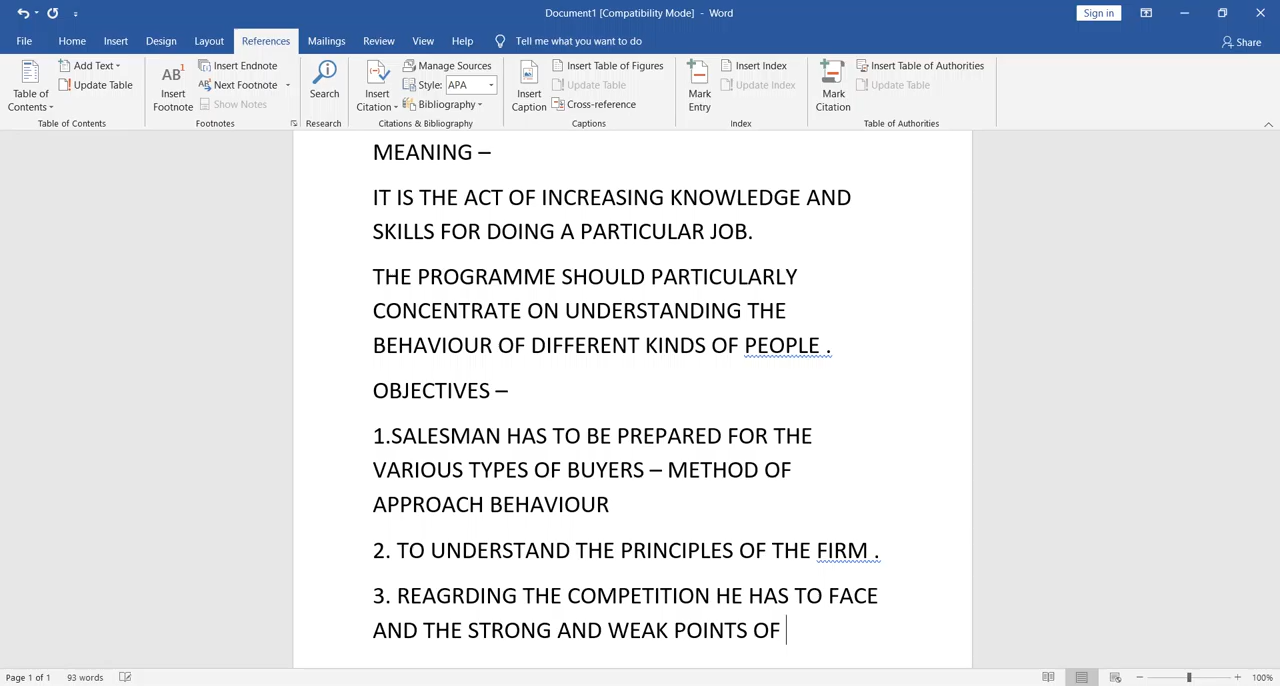 Document1 [Compatibility Mode] - Word
Sign in
File Home Insert Design Layout References Mailings Review View Help Tell me what you want to do
Share
Table of Contents
Add Text
Update Table
Table of Contents
AB1 Insert Footnote
Insert Endnote
AB1 Next Footnote
Show Notes
Footnotes
Search
Research
Insert Citation
Manage Sources
Style: APA
Bibliography
Citations & Bibliography
Insert Caption
Insert Table of Figures
Update Table
Cross-reference
Captions
Mark Entry
Insert Index
Update Index
Index
Mark Citation
Insert Table of Authorities
Update Table
Table of Authorities
MEANING –
IT IS THE ACT OF INCREASING KNOWLEDGE AND
SKILLS FOR DOING A PARTICULAR JOB.
THE PROGRAMME SHOULD PARTICULARLY
CONCENTRATE ON UNDERSTANDING THE
BEHAVIOUR OF DIFFERENT KINDS OF PEOPLE .
OBJECTIVES –
1.SALESMAN HAS TO BE PREPARED FOR THE
VARIOUS TYPES OF BUYERS – METHOD OF
APPROACH BEHAVIOUR
2. TO UNDERSTAND THE PRINCIPLES OF THE FIRM .
3. REAGRDING THE COMPETITION HE HAS TO FACE
AND THE STRONG AND WEAK POINTS OF
Page 1 of 1 93 words 100%